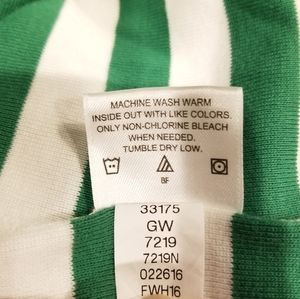 MACHINE WASH WARM
INSIDE OUT WITH LIKE COLORS.
ONLY NON-CHLORINE BLEACH
WHEN NEEDED.
TUMBLE DRY LOW.
BF
33175
GW
7219
7219N
022616
FWH16